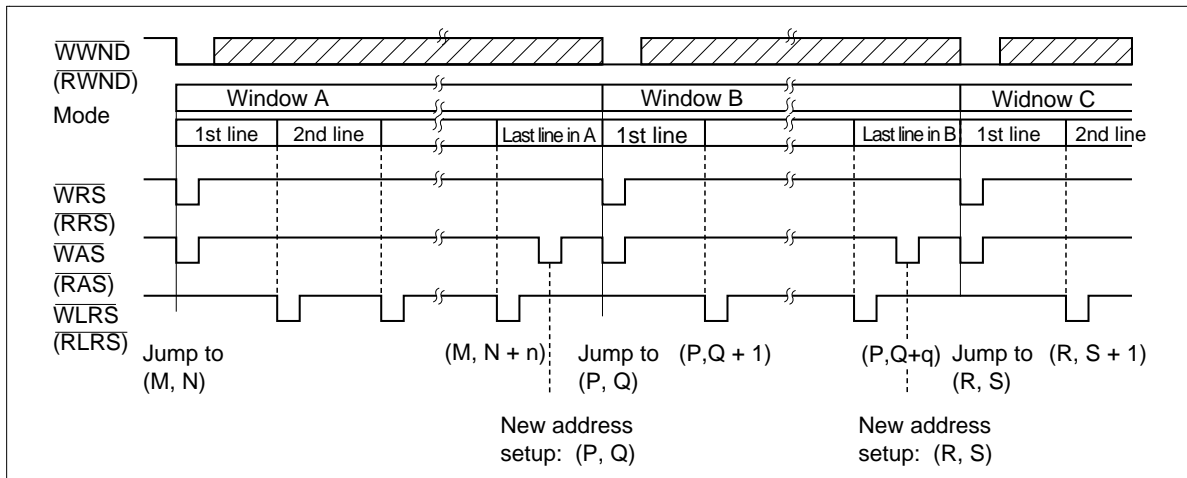 WWND
(RWND)
Mode
Window A
Window B
Widnow C
1st line
2nd line
Last line in A
1st line
Last line in B
1st line
2nd line
WRS
(RRS)
WAS
(RAS)
WLRS
(RLRS)
Jump to
(M, N)
(M, N + n)
Jump to
(P, Q)
(P,Q + 1)
(P,Q+q)
Jump to
(R, S)
(R, S + 1)
New address
setup: (P, Q)
New address
setup: (R, S)